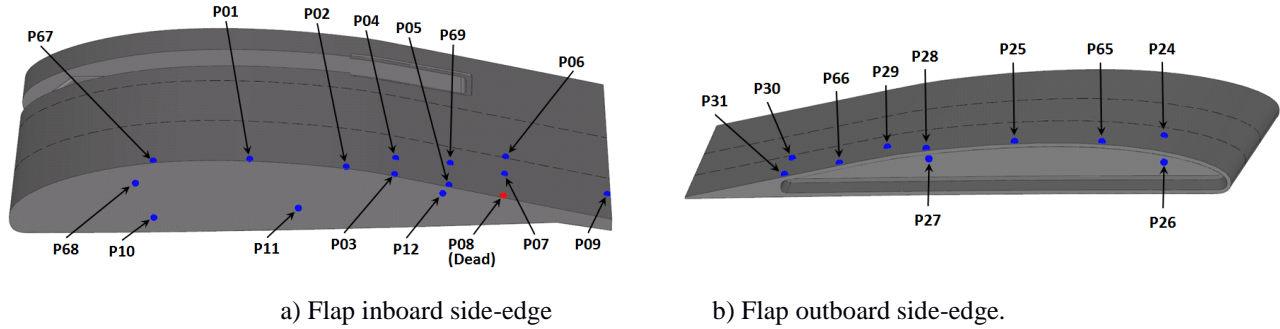 P67
P01
P02
P04
P05
P69
P06
P68
P10
P11
P03
P12
P08
(Dead)
P07
P09
P31
P30
P66
P29
P28
P25
P65
P24
P27
P26
a) Flap inboard side-edge
b) Flap outboard side-edge.